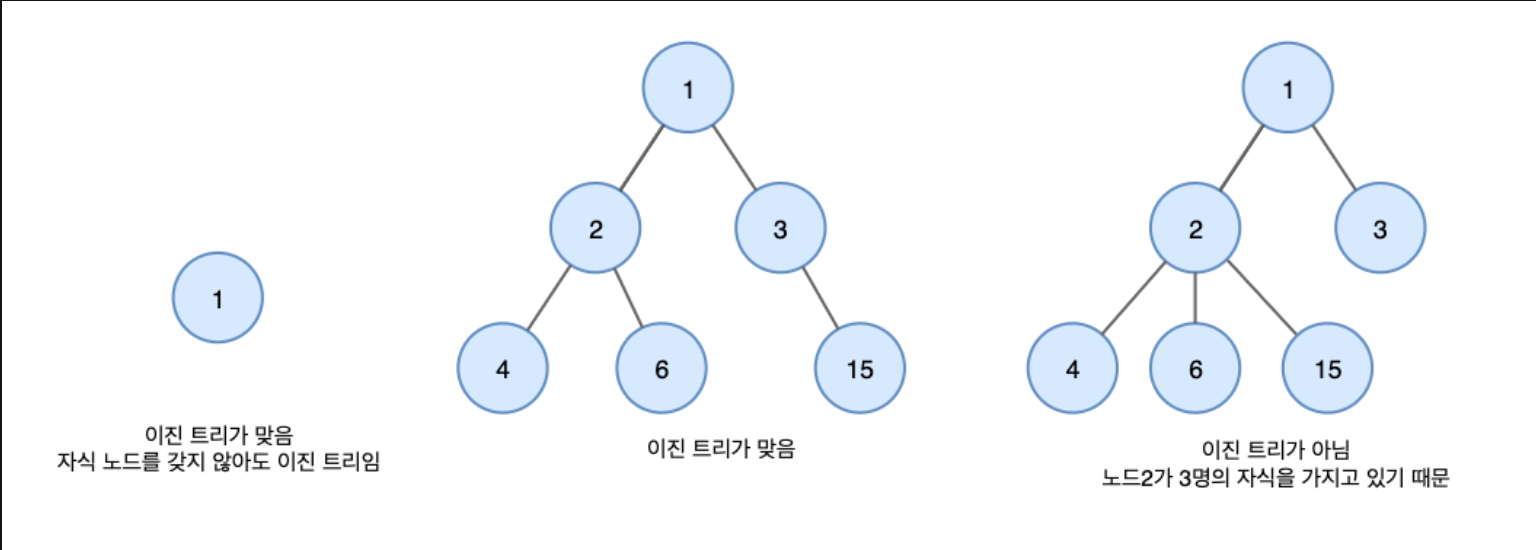 1
이진 트리가 맞음
자식 노드를 갖지 않아도 이진 트리임
1
2 3
4 6 15
이진 트리가 맞음
1
2 3
4 6 15
이진 트리가 아님
노드2가 3명의 자식을 가지고 있기 때문